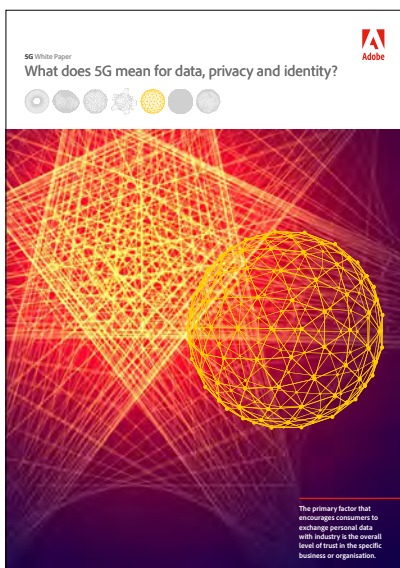 Adobe
5G White Paper
What does 5G mean for data, privacy and identity?
The primary factor that
encourages consumers to
exchange personal data
with industry is the overall
level of trust in the specific
business or organisation.